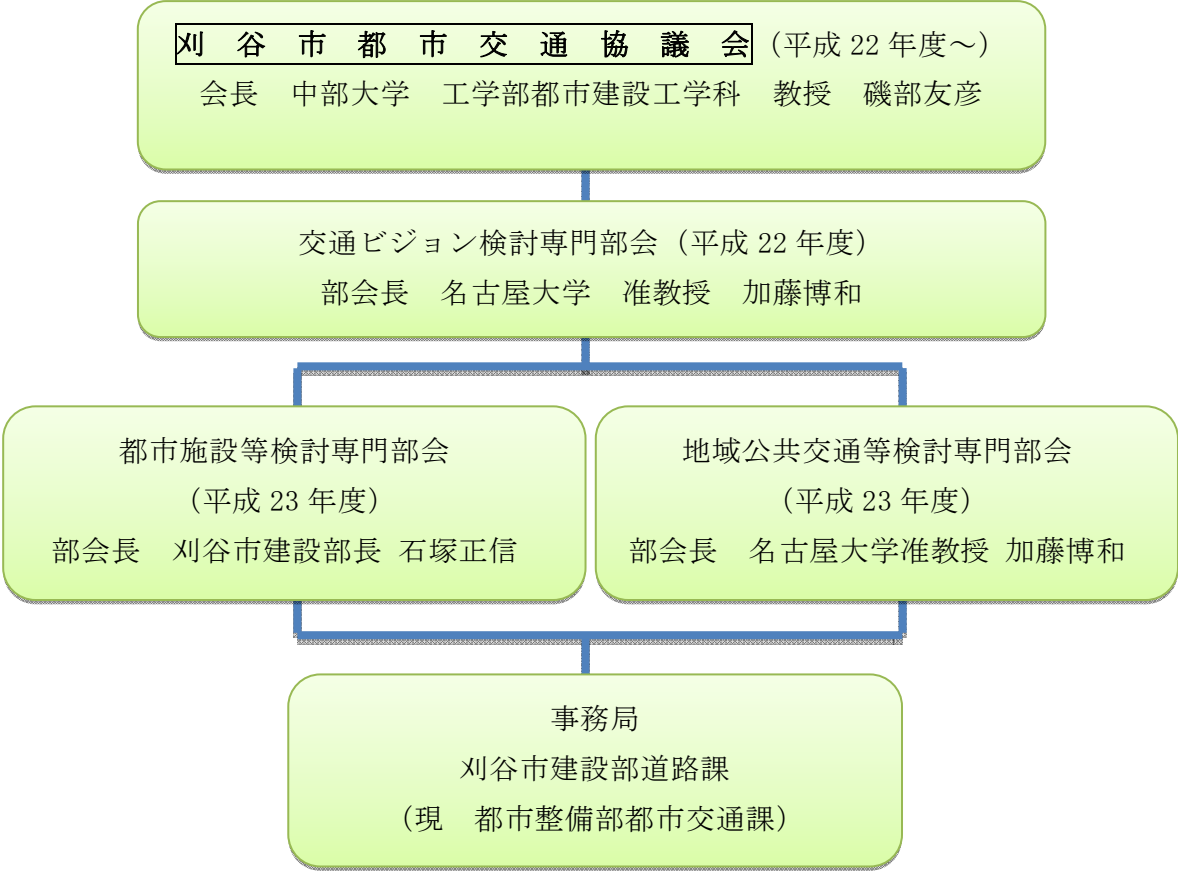 刈谷市都市交通協議会（平成 22 年度～）
会長　中部大学　工学部都市建設工学科　教授　磯部友彦
交通ビジョン検討専門部会（平成 22 年度）
部会長　名古屋大学　准教授　加藤博和
都市施設等検討専門部会
（平成 23 年度）
部会長　刈谷市建設部長 石塚正信
地域公共交通等検討専門部会
（平成 23 年度）
部会長　名古屋大学准教授 加藤博和
事務局
刈谷市建設部道路課
（現　都市整備部都市交通課）